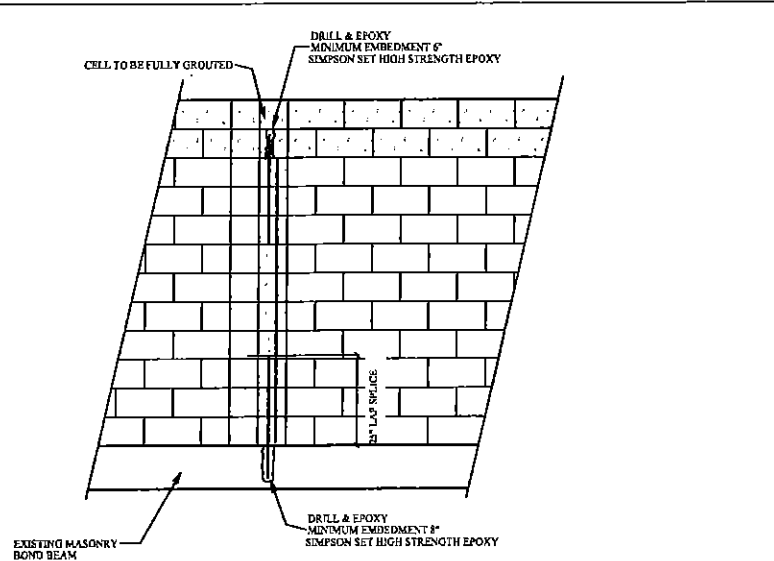 DRILL & EPOXY
MINIMUM EMBEDMENT 6"
SIMPSON SET HIGH STRENGTH EPOXY
CELL TO BE FULLY GROUTED
25" LAP SPLICE
DRILL & EPOXY
MINIMUM EMBEDMENT 8"
SIMPSON SET HIGH STRENGTH EPOXY
EXISTING MASONRY
BOND BEAM